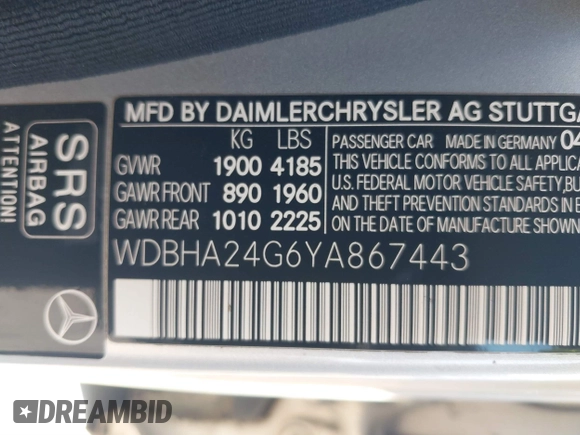 MFD BY DAIMLERCHRYSLER AG STUTTGA
KG LBS
GVWR 1900 4185
GAWR FRONT 890 1960
GAWR REAR 1010 2225
PASSENGER CAR MADE IN GERMANY 04
THIS VEHICLE CONFORMS TO ALL APPLICA
U.S. FEDERAL MOTOR VEHICLE SAFETY, BU
AND THEFT PREVENTION STANDARDS IN E
ON THE DATE OF MANUFACTURE SHOWN
WDBHA24G6YA867443
SRS
AIRBAG
ATTENTION!
DREAMBID